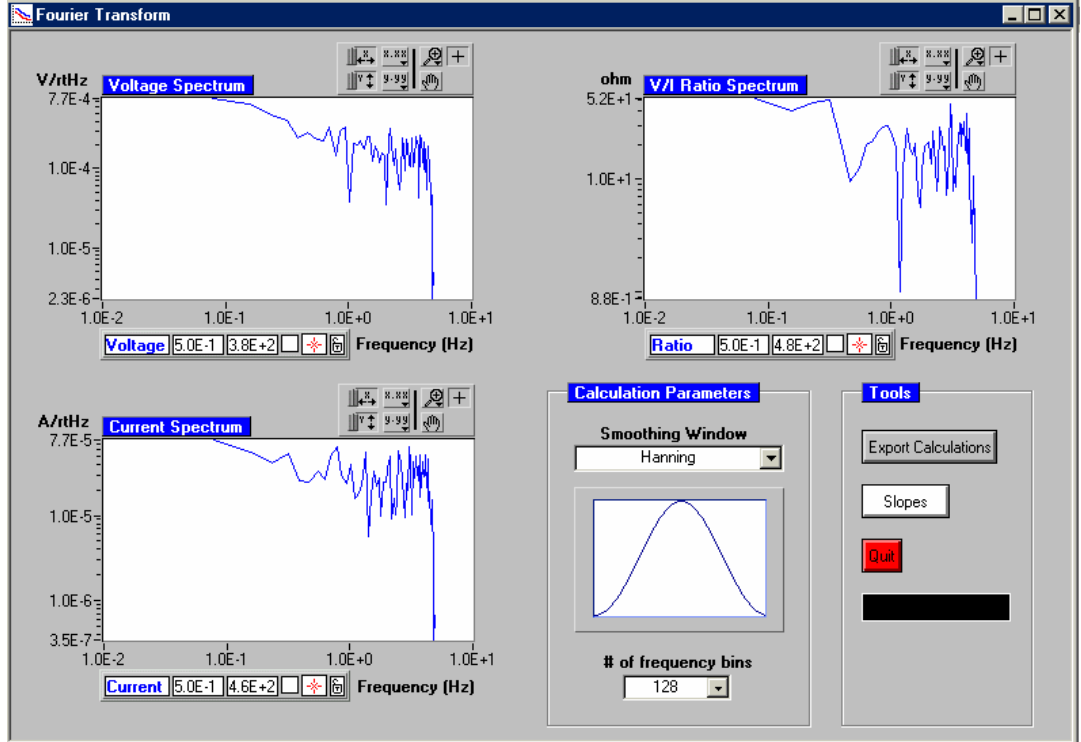 Fourier Transform
V/rtHz
Voltage Spectrum
X.XX
Y.YY
7.7E-4
1.0E-4
1.0E-5
2.3E-6
1.0E-2 1.0E-1 1.0E+0 1.0E+1
Voltage 5.0E-1 3.8E+2 Frequency (Hz)
ohm
V/I Ratio Spectrum
X.XX
Y.YY
5.2E+1
1.0E+1
8.8E-1
1.0E-2 1.0E-1 1.0E+0 1.0E+1
Ratio 5.0E-1 4.8E+2 Frequency (Hz)
A/rtHz
Current Spectrum
X.XX
Y.YY
7.7E-5
1.0E-5
1.0E-6
3.5E-7
1.0E-2 1.0E-1 1.0E+0 1.0E+1
Current 5.0E-1 4.6E+2 Frequency (Hz)
Calculation Parameters
Smoothing Window
Hanning
# of frequency bins
128
Tools
Export Calculations
Slopes
Quit